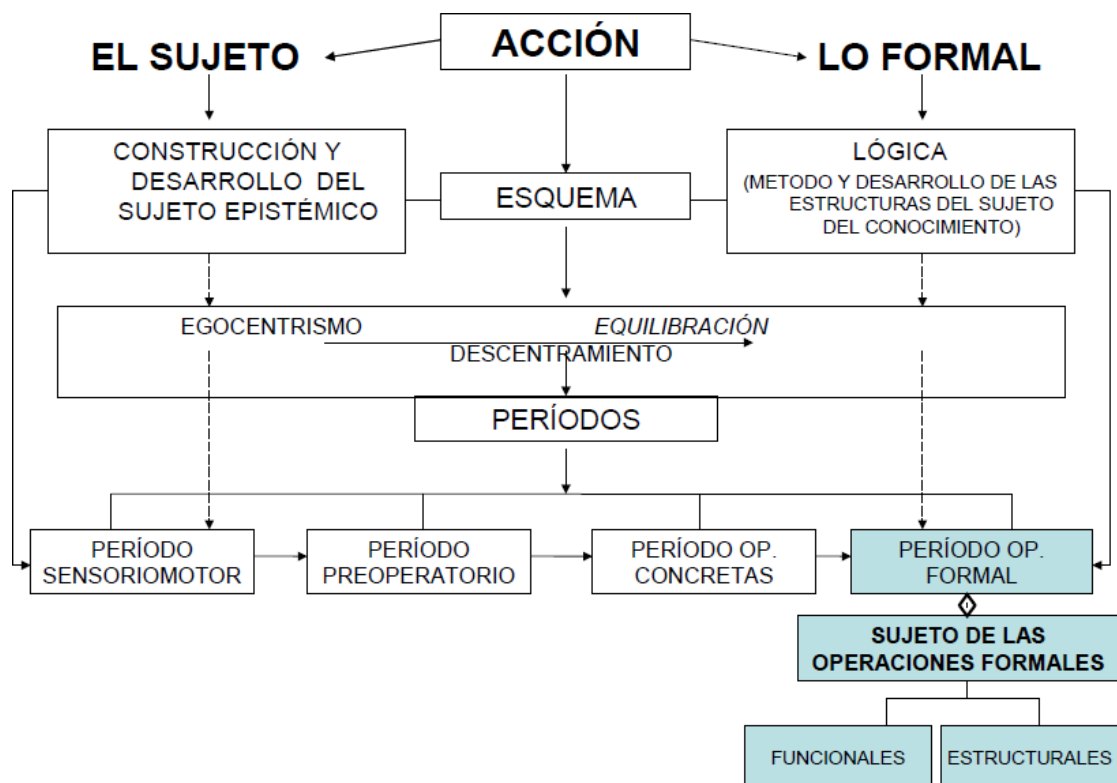 ACCIÓN
EL SUJETO
LO FORMAL
CONSTRUCCIÓN Y
DESARROLLO DEL
SUJETO EPISTÉMICO
ESQUEMA
LÓGICA
(METODO Y DESARROLLO DE LAS
ESTRUCTURAS DEL SUJETO
DEL CONOCIMIENTO)
EGOCENTRISMO
EQUILIBRACIÓN
DESCENTRAMIENTO
PERÍODOS
PERÍODO
SENSORIOMOTOR
PERÍODO
PREOPERATORIO
PERÍODO OP.
CONCRETAS
PERÍODO OP.
FORMAL
SUJETO DE LAS
OPERACIONES FORMALES
FUNCIONALES
ESTRUCTURALES